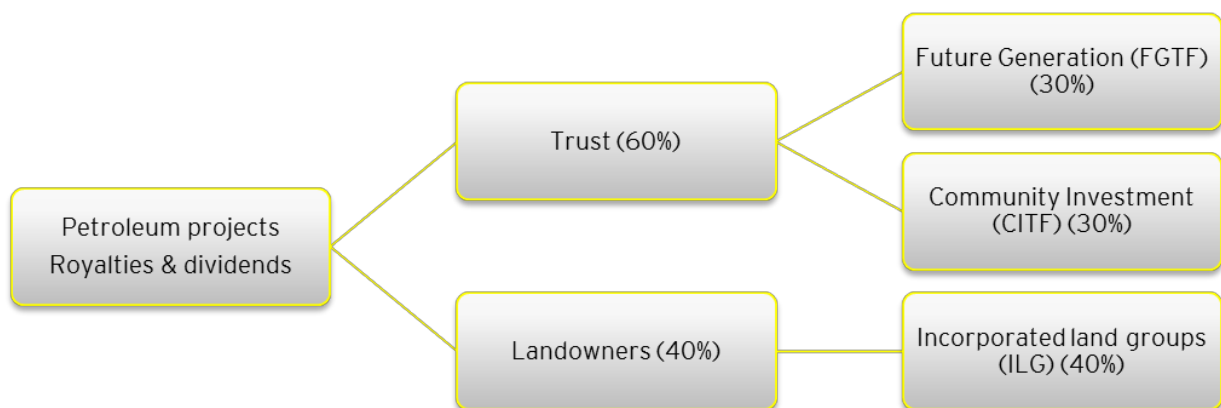 Petroleum projects
Royalties & dividends
Trust (60%)
Landowners (40%)
Future Generation (FGTF)
(30%)
Community Investment
(CITF) (30%)
Incorporated land groups
(ILG) (40%)